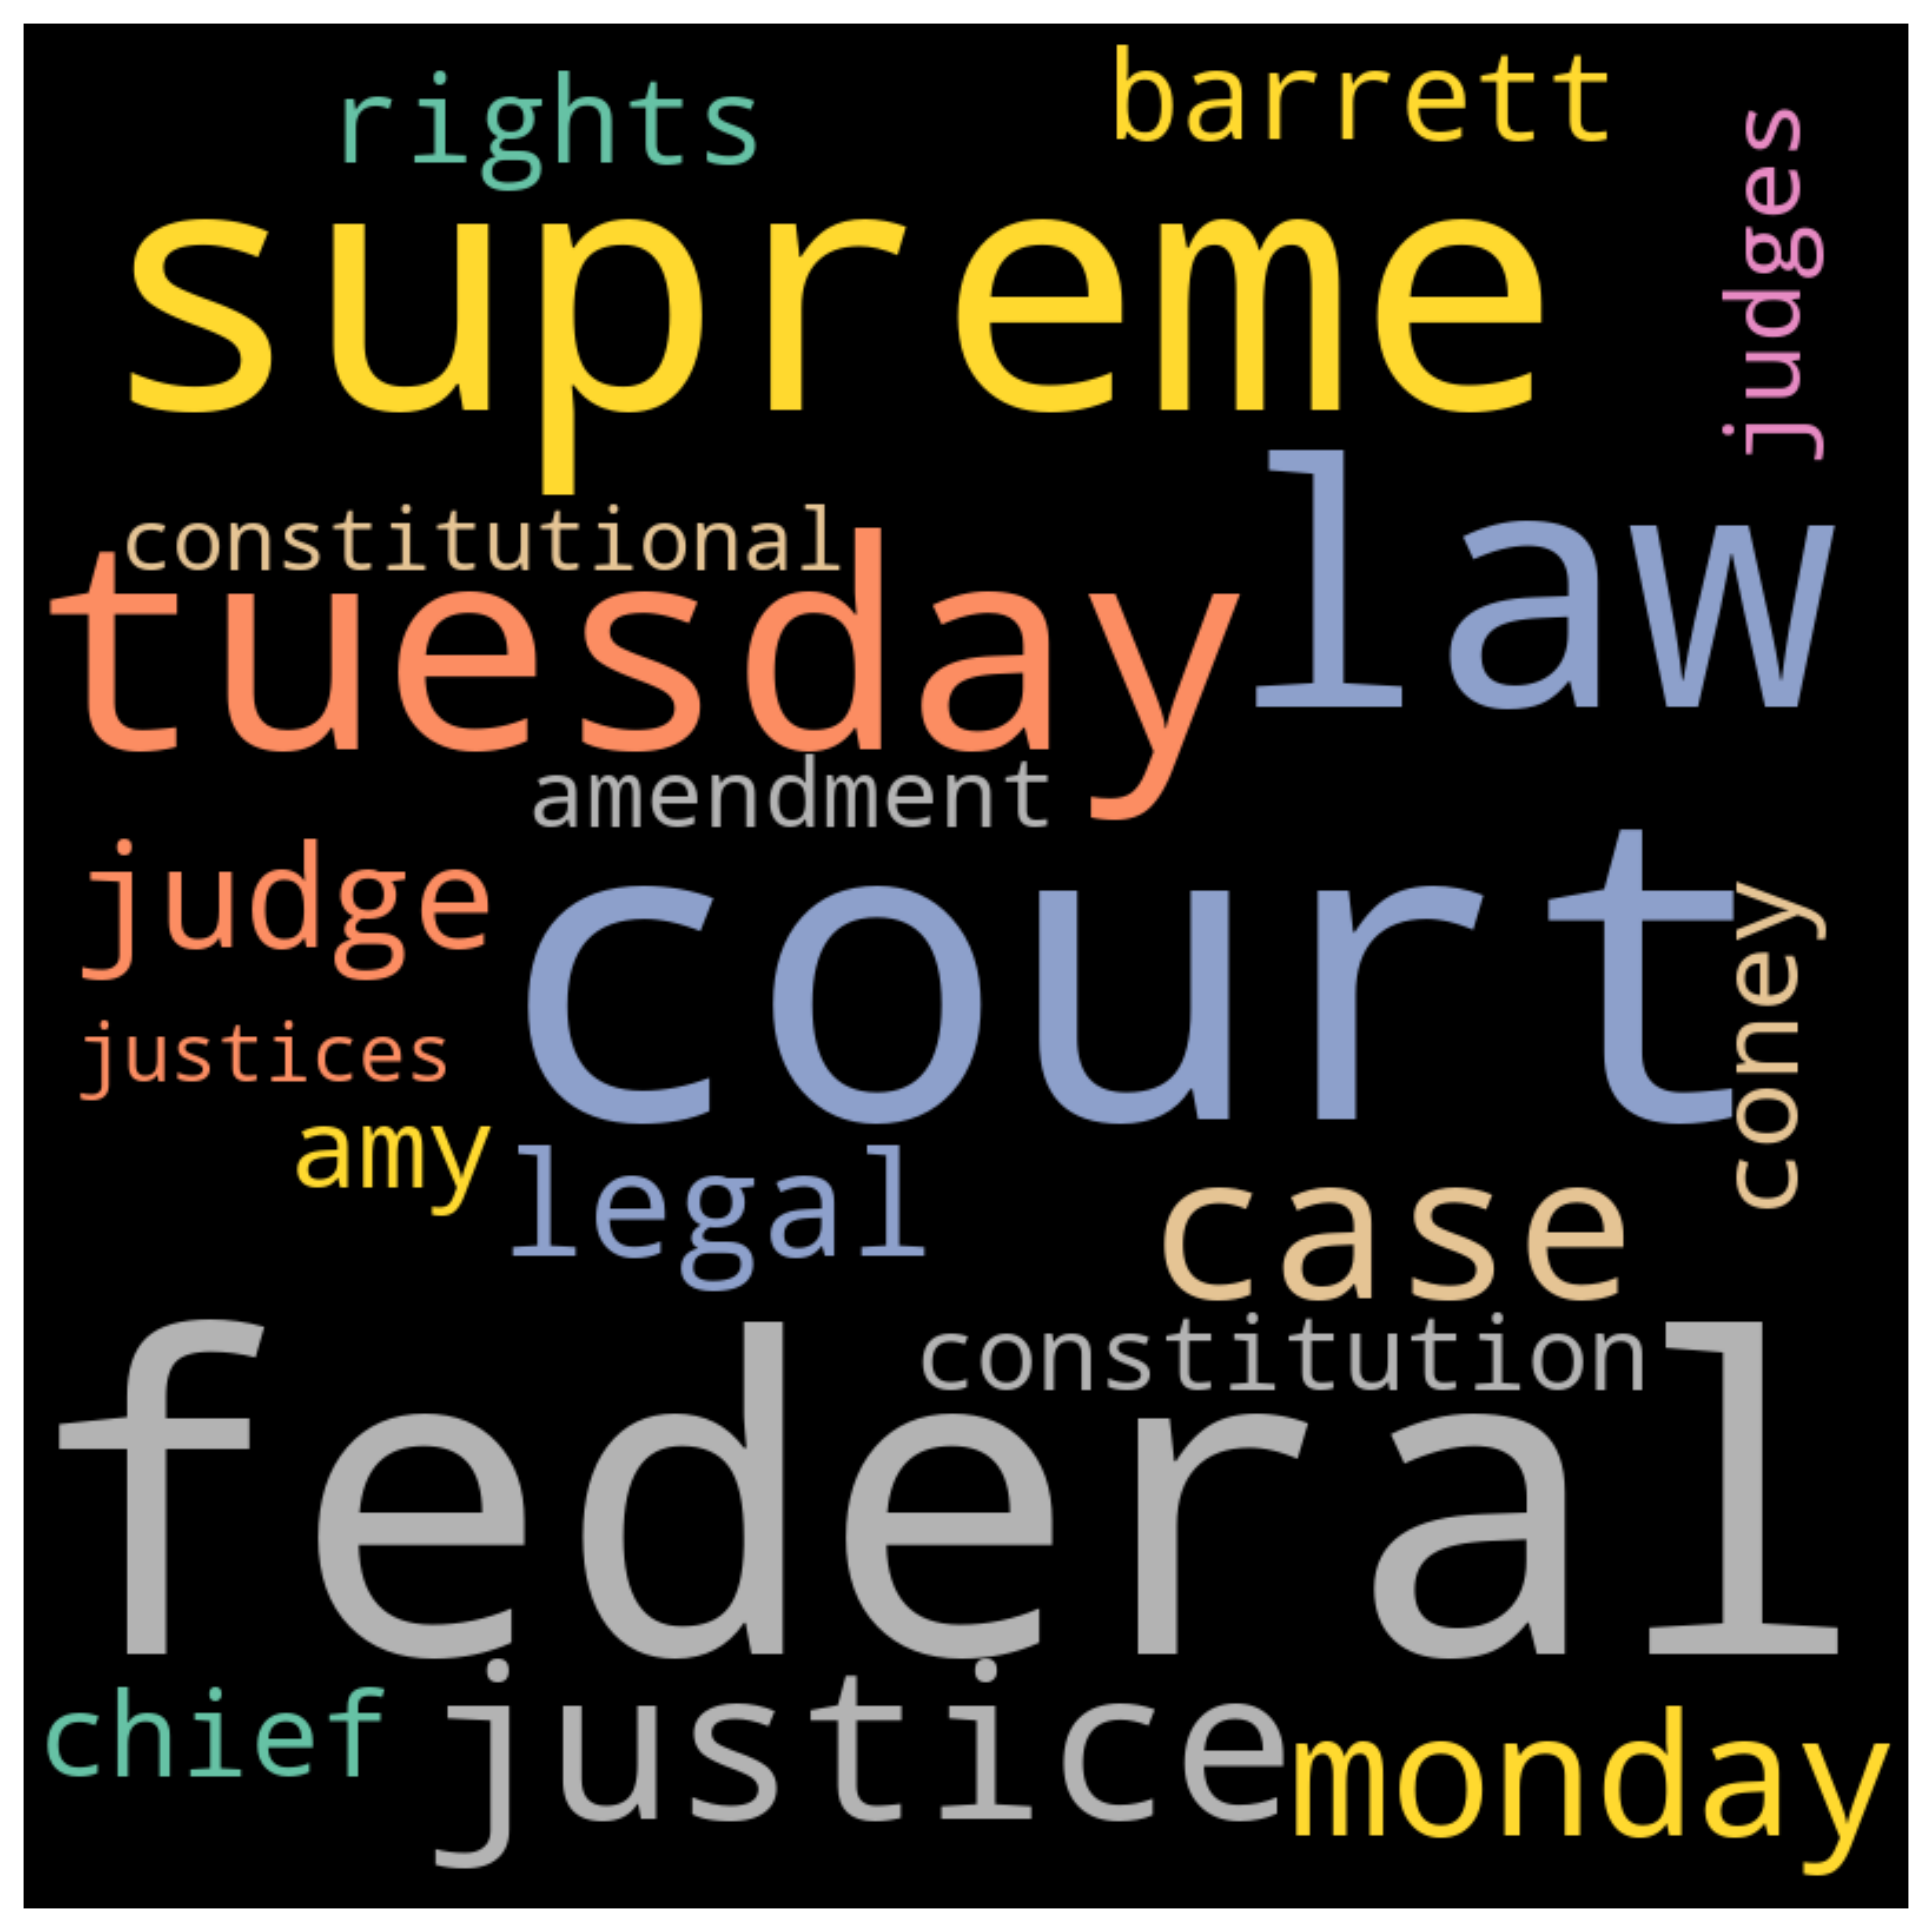 rights
barrett
judges
supreme
constitutional
law
tuesday
amendment
judge
court
coney
justices
amy
legal
case
constitution
federal
chief
justice
monday